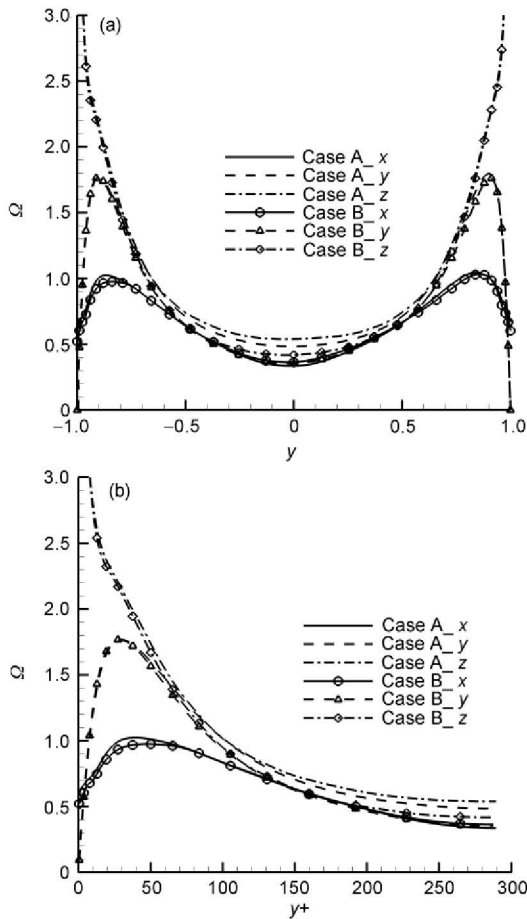 (a)
3.0
2.5
2.0
1.5
1.0
0.5
0
Ω
Case A_ x
Case A_ y
Case A_ z
Case B_ x
Case B_ y
Case B_ z
−1.0
−0.5
0
0.5
1.0
y
(b)
3.0
2.5
2.0
1.5
1.0
0.5
0
Ω
Case A_ x
Case A_ y
Case A_ z
Case B_ x
Case B_ y
Case B_ z
0
50
100
150
200
250
300
y+